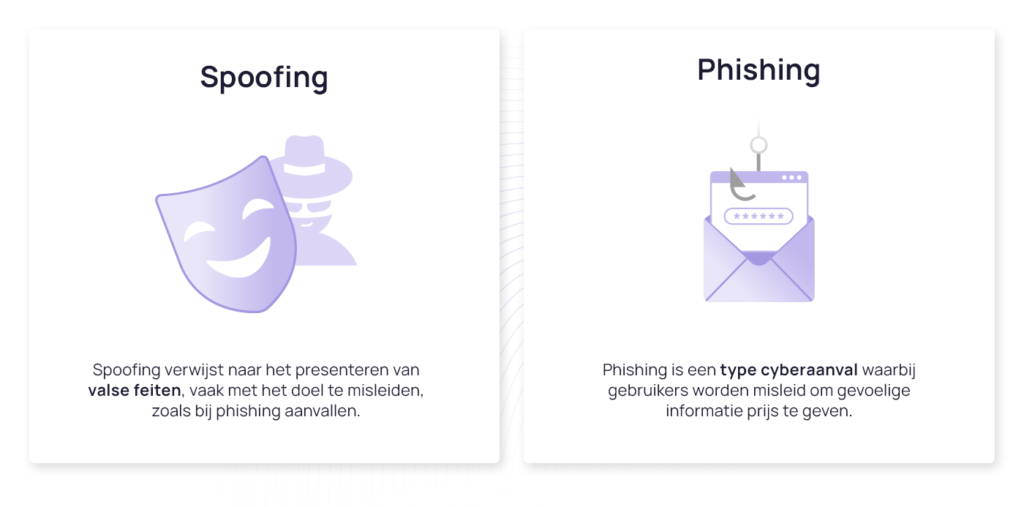 Spoofing
Spoofing verwijst naar het presenteren van
valse feiten, vaak met het doel te misleiden,
zoals bij phishing aanvallen.
Phishing
******
Phishing is een type cyberaanval waarbij
gebruikers worden misleid om gevoelige
informatie prijs te geven.